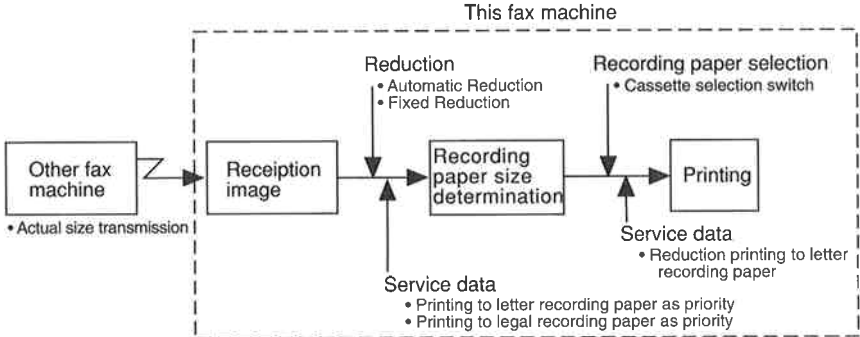 This fax machine
Reduction
• Automatic Reduction
• Fixed Reduction
Recording paper selection
• Cassette selection switch
Other fax
machine
• Actual size transmission
Receiption
image
Recording
paper size
determination
Printing
Service data
• Printing to letter recording paper as priority
• Printing to legal recording paper as priority
Service data
• Reduction printing to letter
recording paper